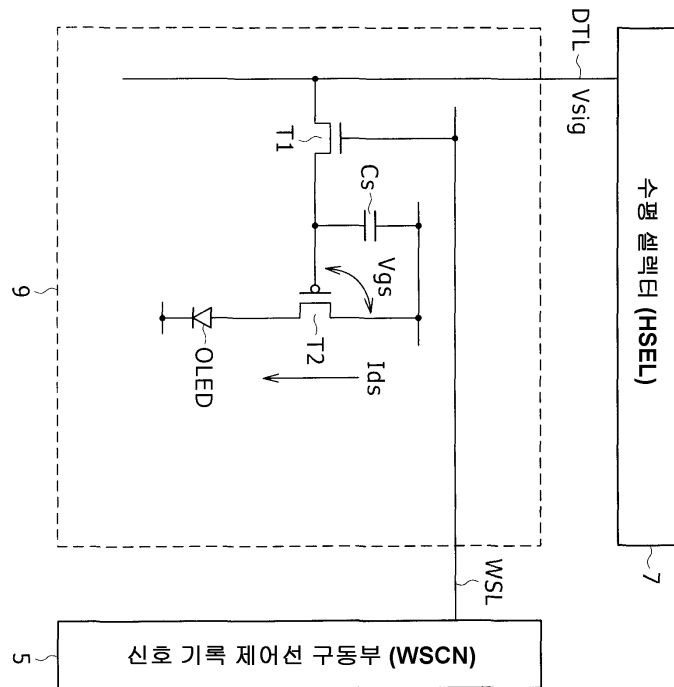 수평 셀렉터 (HSEL)
7
DTL
Vsig
T1
Cs
Vgs
T2
OLED
Ids
9
WSL
신호 기록 제어선 구동부 (WSCN)
5